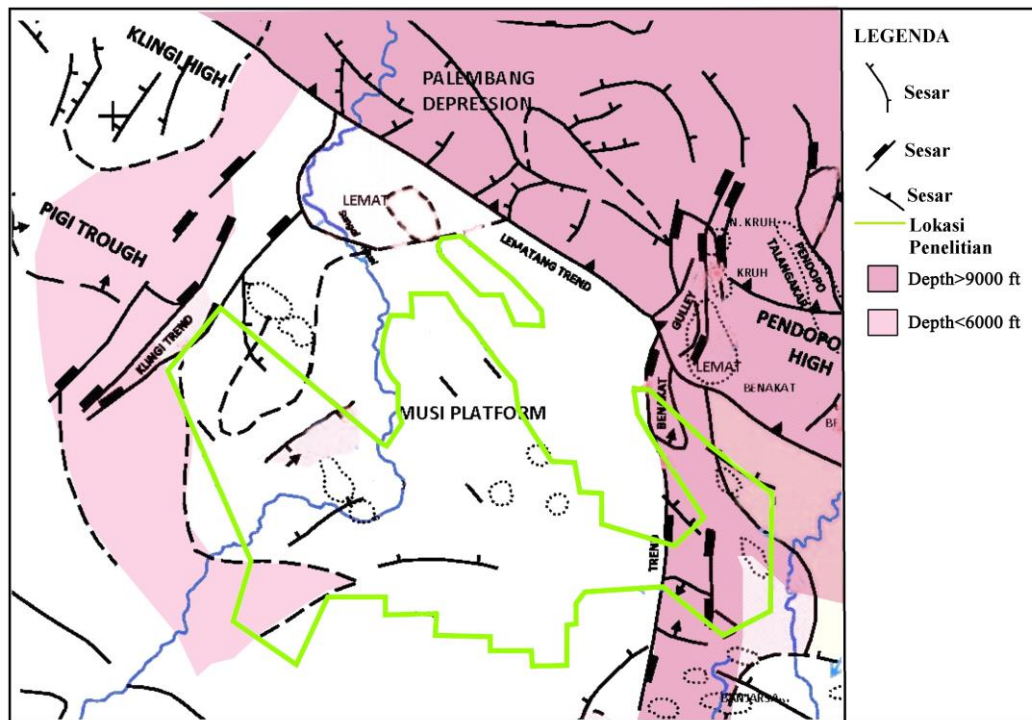 KLINGI HIGH
PALEMBANG
DEPRESSION
LEMAT
PIGI TROUGH
LEMATANG TREND
N. KRUH
KRUH
PENDOPO
TALANGAKAR
GULLEY
PENDOPO
HIGH
LEMAT
BENAKAT
KLINGI TREND
MUSI PLATFORM
BENAKAT
TREND
LEGENDA
Sesar
Sesar
Sesar
Lokasi
Penelitian
Depth>9000 ft
Depth<6000 ft